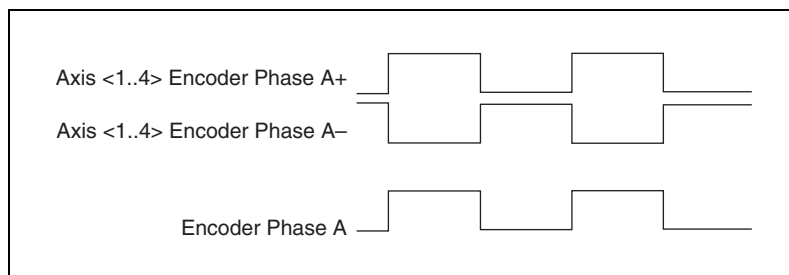 Axis <1..4> Encoder Phase A+
Axis <1..4> Encoder Phase A–
Encoder Phase A